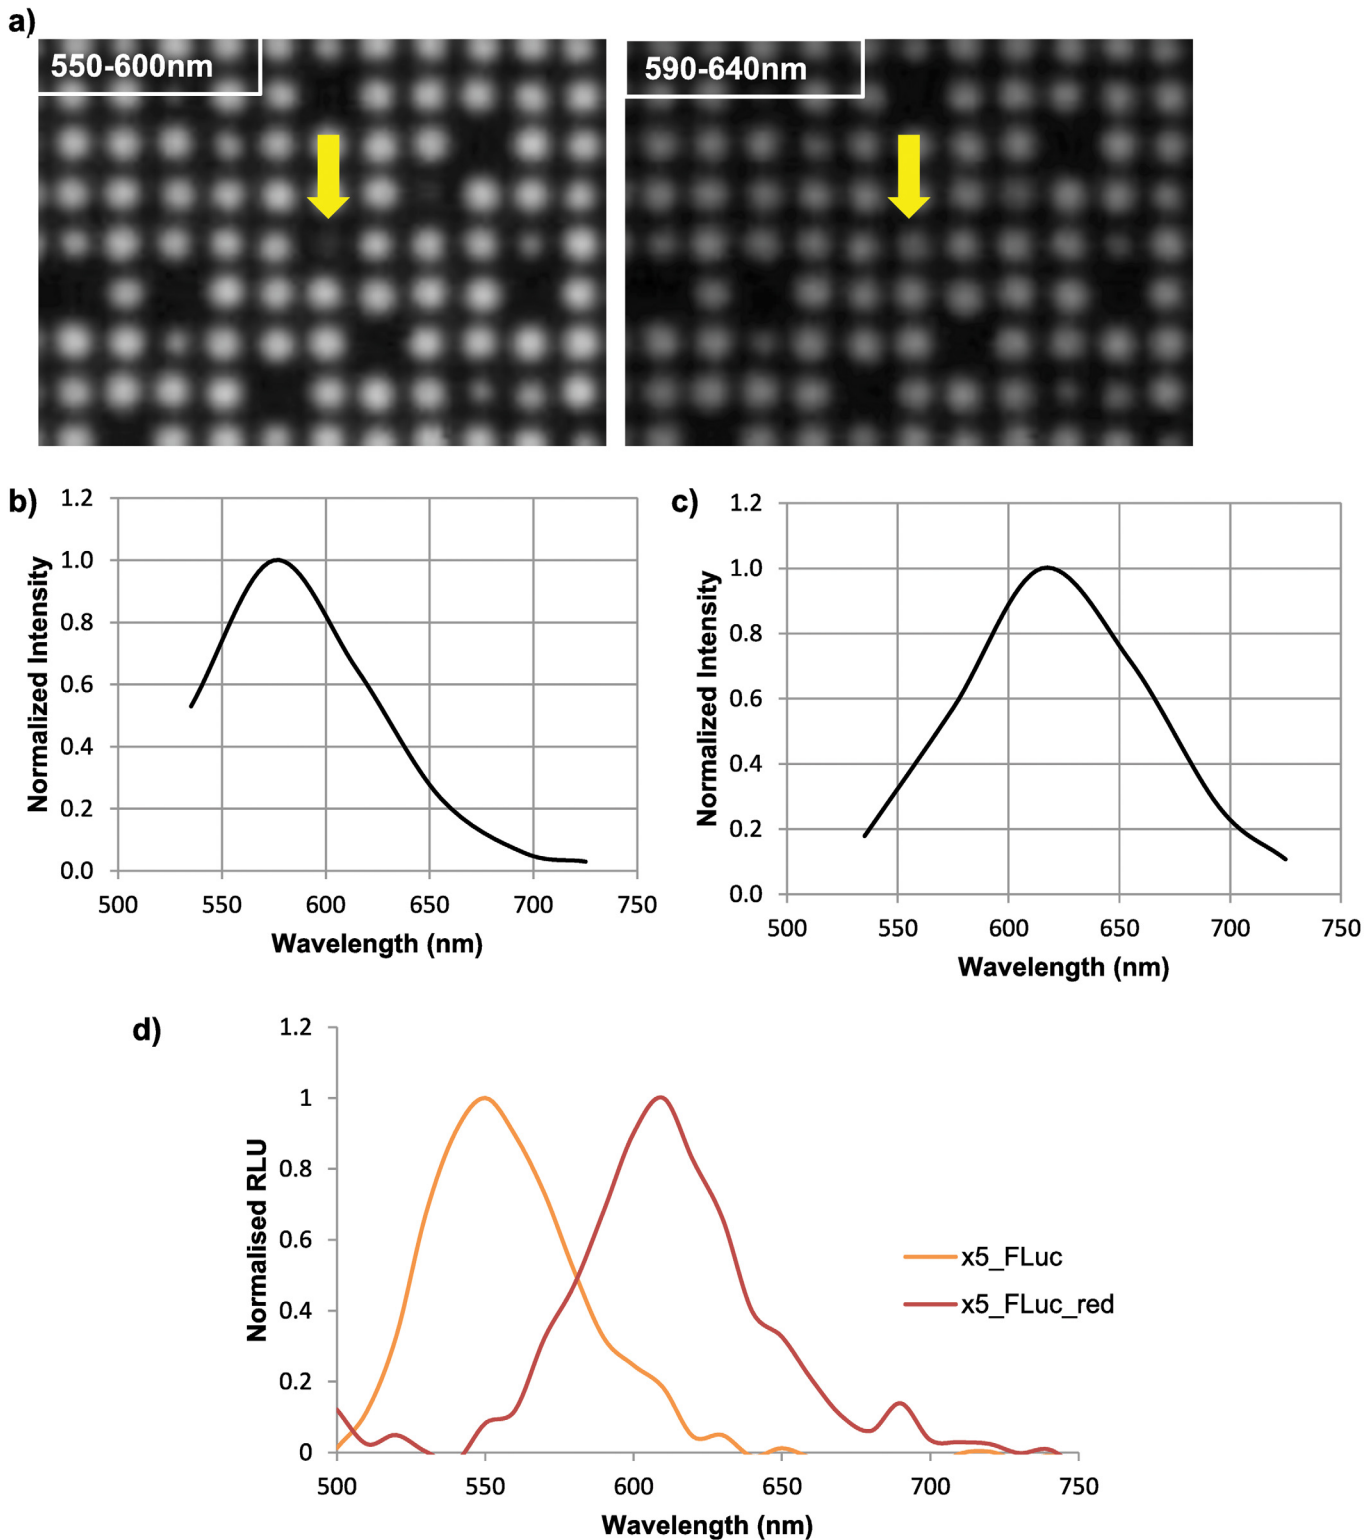 a)
550-600nm
590-640nm
b)
1.2
1.0
0.8
0.6
0.4
0.2
0.0
500 550 600 650 700 750
Normalized Intensity
Wavelength (nm)
c)
1.2
1.0
0.8
0.6
0.4
0.2
0.0
500 550 600 650 700 750
Normalized Intensity
Wavelength (nm)
d)
1.2
1
0.8
0.6
0.4
0.2
0
500 550 600 650 700 750
Normalised RLU
Wavelength (nm)
x5_FLuc
x5_FLuc_red